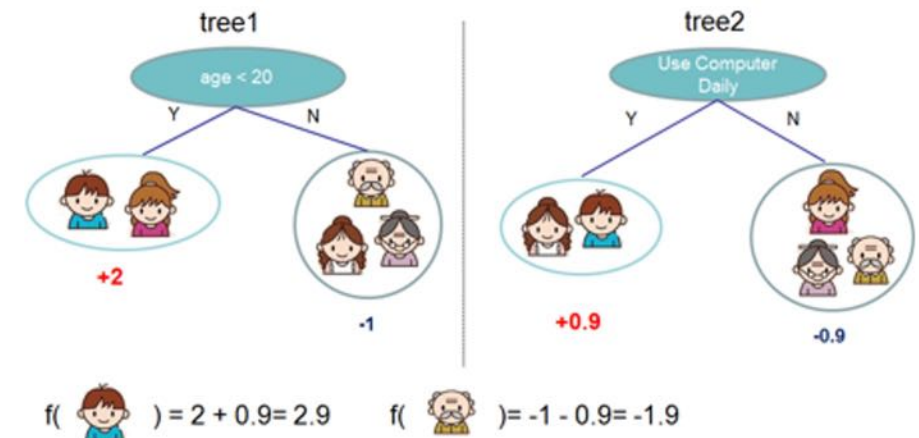 tree1
age < 20
Y
N
+2
-1
tree2
Use Computer
Daily
Y
N
+0.9
-0.9
f( ) = 2 + 0.9= 2.9
f( )= -1 - 0.9= -1.9